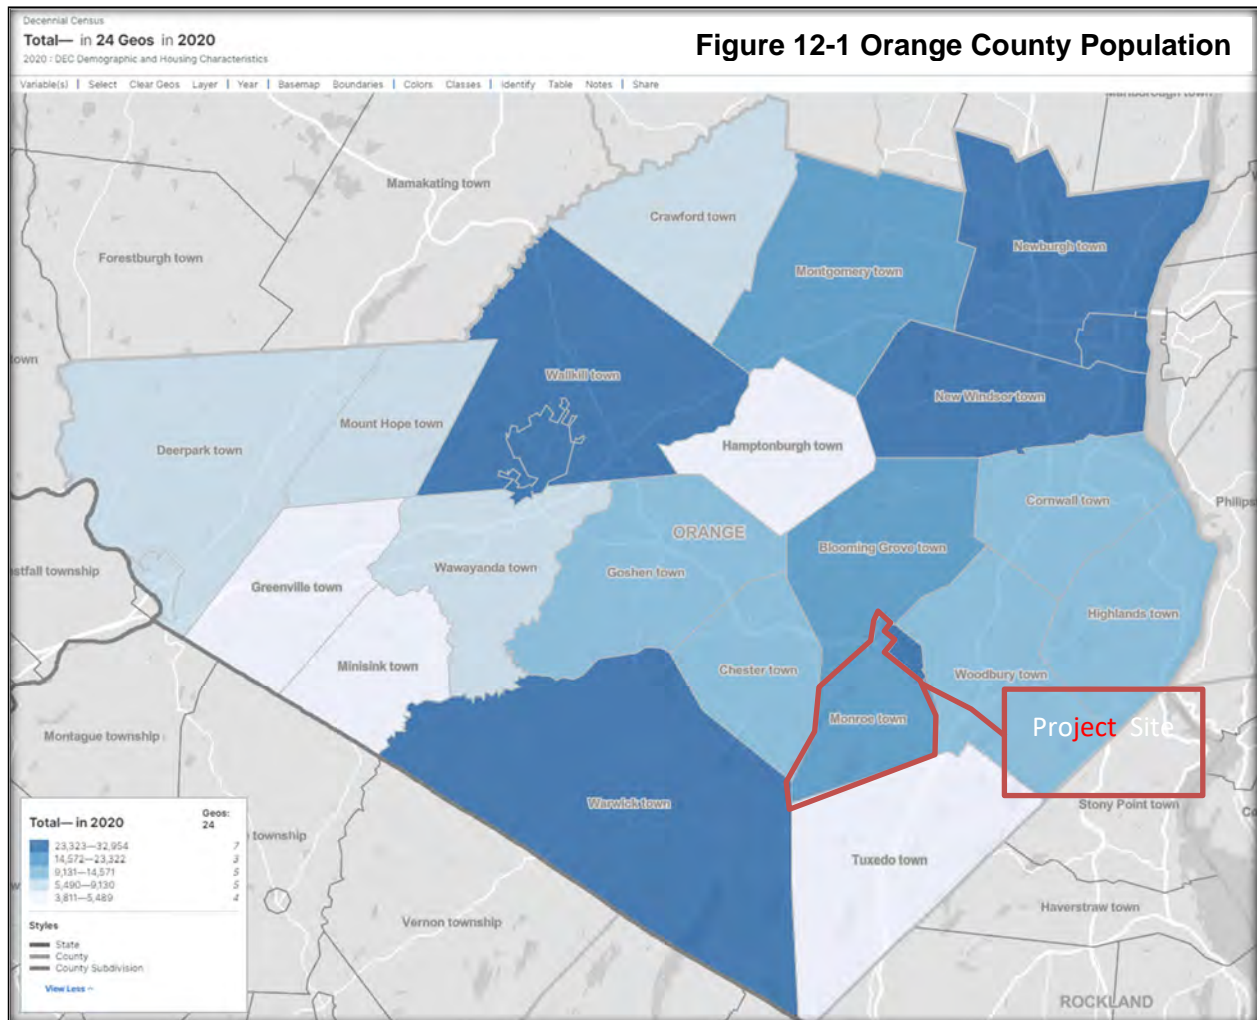 Decennial Census
Total— in 24 Geos in 2020
2020 : DEC Demographic and Housing Characteristics
Figure 12-1 Orange County Population
Variable(s) | Select Clear Geos Layer | Year | Basemap Boundaries | Colors Classes | Identify Table Notes | Share
Mamakating town
Crawford town
Forestburgh town
Montgomery town
Newburgh town
own
Wallkill town
New Windsor town
Mount Hope town
Deerpark town
Hamptonburgh town
Cornwall town
Philips
ORANGE
Blooming Grove town
stfall township
Wawayanda town
Goshen town
Greenville town
Highlands town
Minisink town
Chester town
Woodbury town
Monroe town
Project Site
Montague township
Warwick town
Stony Point town
Total— in 2020
Geos:
24
township
23,323—32,954 7
14,572—23,322 3
9,131—14,571 5
5,490—9,130 5
3,811—5,489 4
Tuxedo town
Haverstraw town
Vernon township
Styles
State
County
County Subdivision
View Less
ROCKLAND